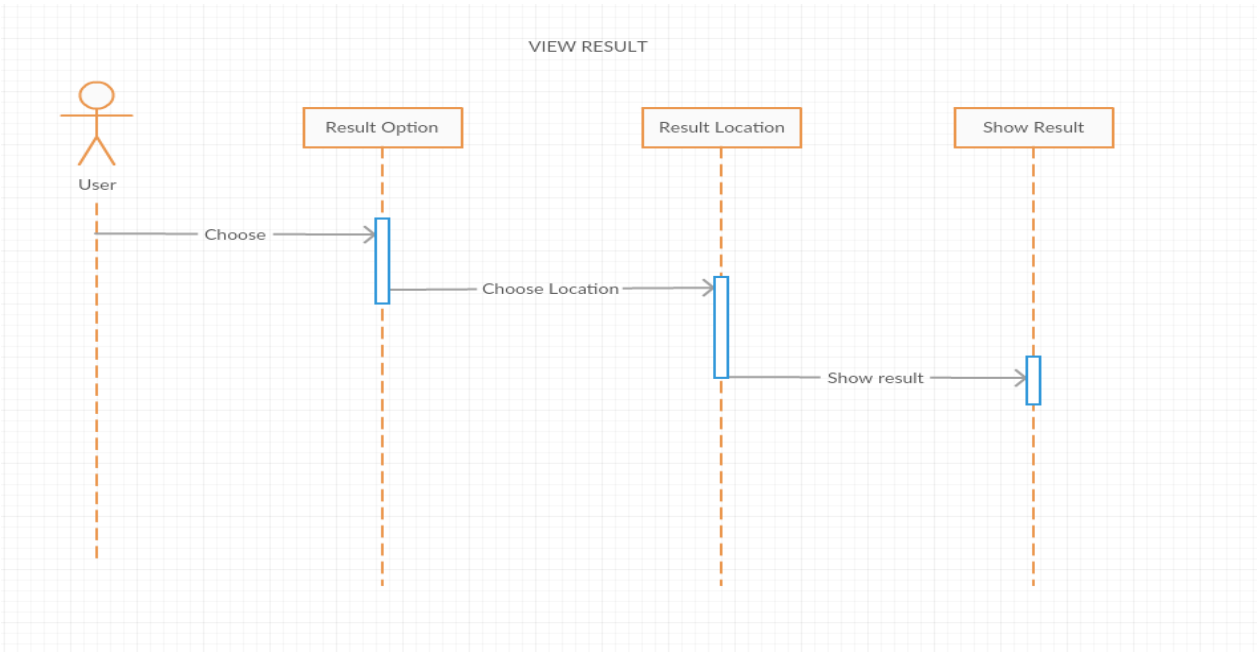 VIEW RESULT
Result Option
Result Location
Show Result
User
Choose
Choose Location
Show result